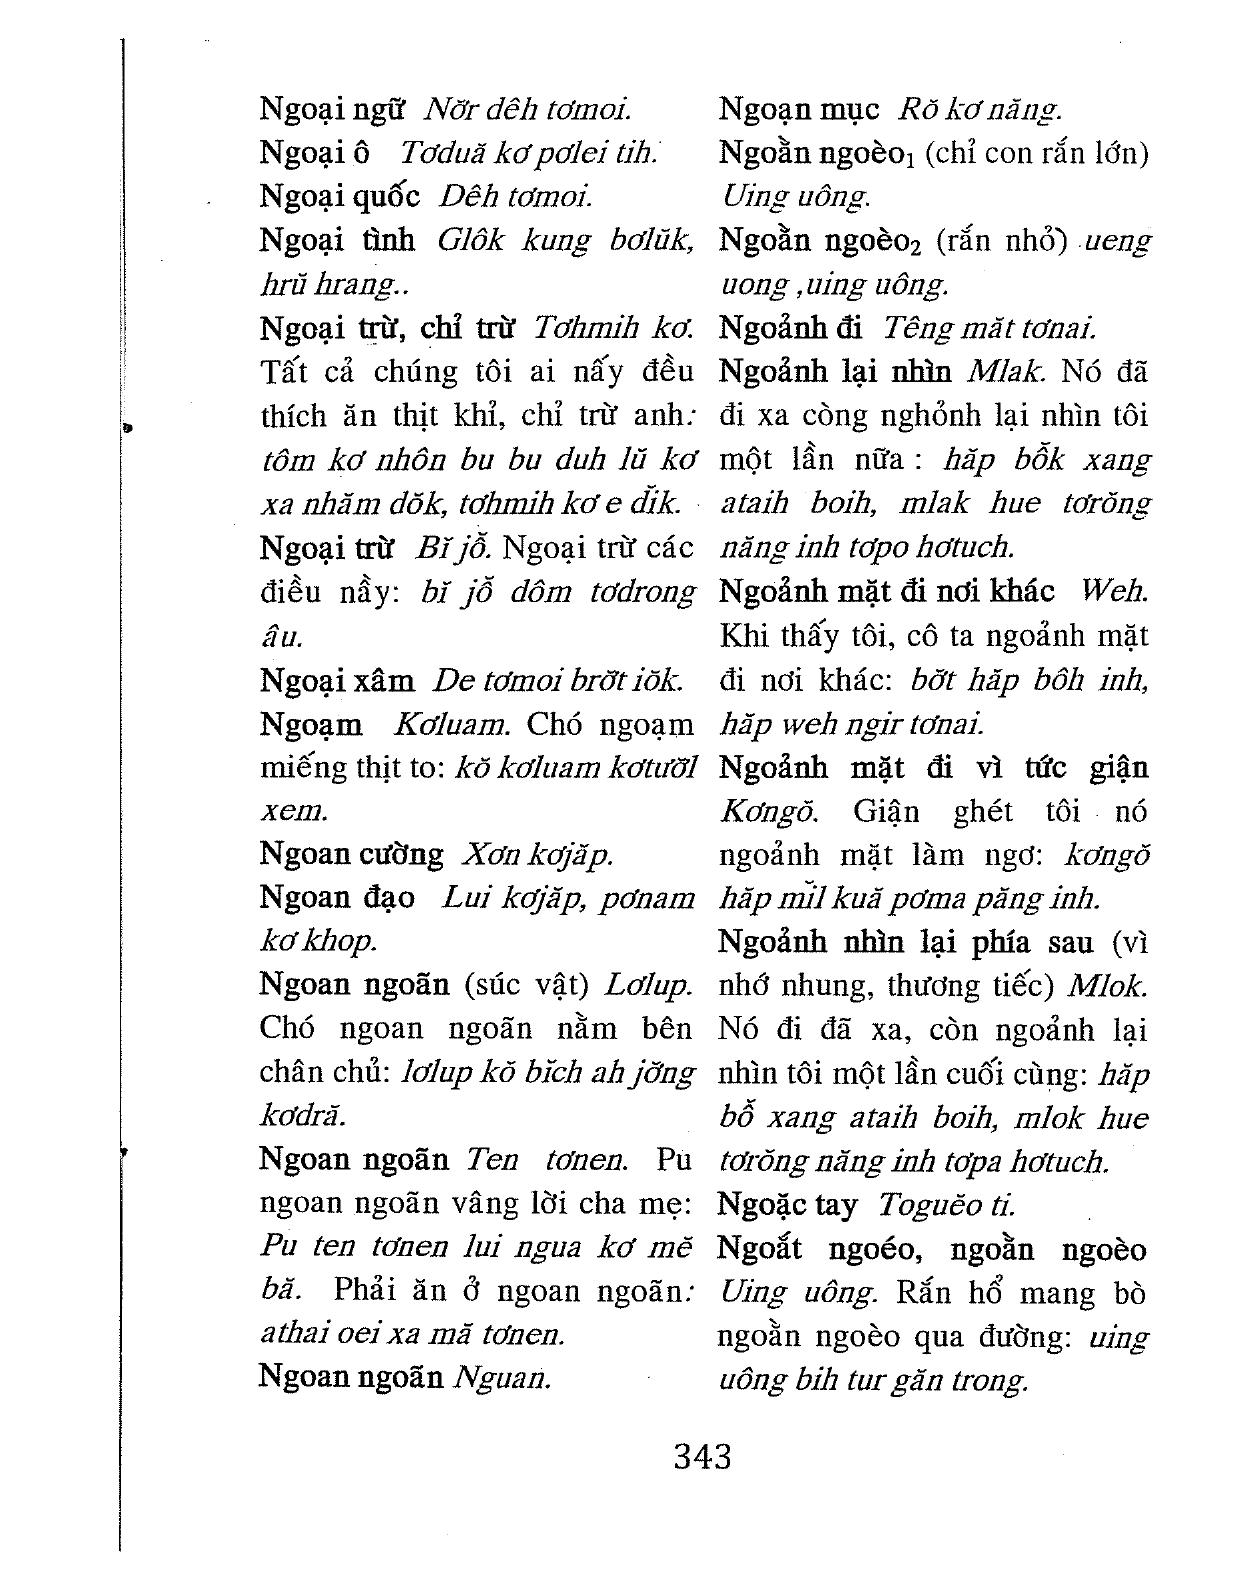 Ngoại ngữ Nơ̆r dêh tơmoi.
Ngoại ô Tơduă kơ pơlei tih.
Ngoại quốc Dêh tơmoi.
Ngoại tình Glôk kung bơlŭk,
hrŭ hrang..
Ngoại trừ, chỉ trừ Tơhmih kơ.
Tất cả chúng tôi ai nấy đều
thích ăn thịt khỉ, chỉ trừ anh:
tôm kơ nhôn bu bu duh lŭ kơ
xa nhăm dŏk, tơhmih kơ e dĭk.
Ngoại trừ Bĭ jô̆. Ngoại trừ các
điều nầy: bĭ jô̆ dôm tơdrong
âu.
Ngoại xâm De tơmoi brơ̆t iŏk.
Ngoạm Kơluam. Chó ngoạm
miếng thịt to: kŏ kơluam kơtươ̆l
xem.
Ngoan cường Xơn kơjăp.
Ngoan đạo Lui kơjăp, pơnam
kơ khop.
Ngoan ngoãn (súc vật) Lơlup.
Chó ngoan ngoãn nằm bên
chân chủ: lơlup kŏ bĭch ah jơ̆ng
kơdră.
Ngoan ngoãn Ten tơnen. Pu
ngoan ngoãn vâng lời cha mẹ:
Pu ten tơnen lui ngua kơ mĕ
bă. Phải ăn ở ngoan ngoãn:
athai oei xa mă tơnen.
Ngoan ngoãn Nguan.
Ngoạn mục Rŏ kơ năng.
Ngoằn ngoèo₁ (chỉ con rắn lớn)
Uing uông.
Ngoằn ngoèo₂ (rắn nhỏ) ueng
uong ,uing uông.
Ngoảnh đi Têng măt tơnai.
Ngoảnh lại nhìn Mlak. Nó đã
đi xa còng nghỏnh lại nhìn tôi
một lần nữa : hăp bô̆k xang
ataih boih, mlak hue tơrŏng
năng inh tơpo hơtuch.
Ngoảnh mặt đi nơi khác Weh.
Khi thấy tôi, cô ta ngoảnh mặt
đi nơi khác: bơ̆t hăp bôh inh,
hăp weh ngir tơnai.
Ngoảnh mặt đi vì tức giận
Kơngŏ. Giận ghét tôi nó
ngoảnh mặt làm ngơ: kơngŏ
hăp mĭl kuă pơma păng inh.
Ngoảnh nhìn lại phía sau (vì
nhớ nhung, thương tiếc) Mlok.
Nó đi đã xa, còn ngoảnh lại
nhìn tôi một lần cuối cùng: hăp
bô̆ xang ataih boih, mlok hue
tơrŏng năng inh tơpa hơtuch.
Ngoặc tay Toguĕo ti.
Ngoắt ngoéo, ngoằn ngoèo
Uing uông. Rắn hổ mang bò
ngoằn ngoèo qua đường: uing
uông bih tur găn trong.
343